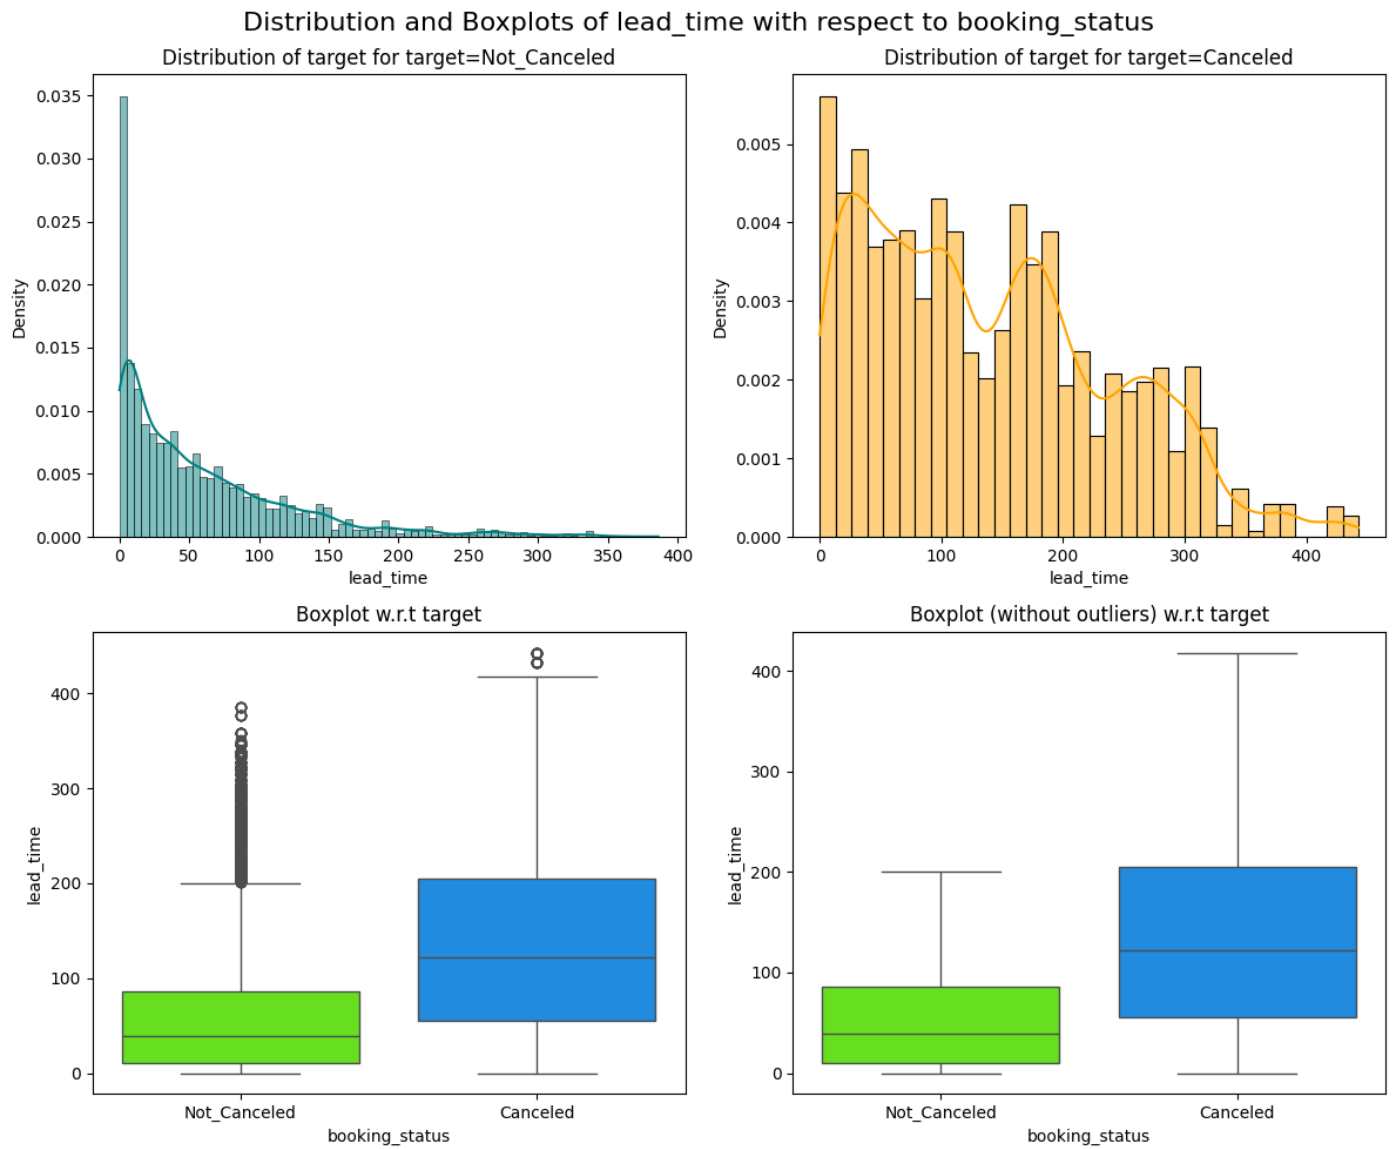 Distribution and Boxplots of lead_time with respect to booking_status
Distribution of target for target=Not_Canceled
0.035
0.030
0.025
0.020
0.015
0.010
0.005
0.000
Density
0 50 100 150 200 250 300 350 400
lead_time
Distribution of target for target=Canceled
0.005
0.004
0.003
0.002
0.001
0.000
Density
0 100 200 300 400
lead_time
Boxplot w.r.t target
400
300
200
100
0
lead_time
Not_Canceled Canceled
booking_status
Boxplot (without outliers) w.r.t target
400
300
200
100
0
lead_time
Not_Canceled Canceled
booking_status